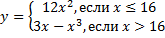 y = { 12x², если x ≤ 16
3x − x³, если x > 16